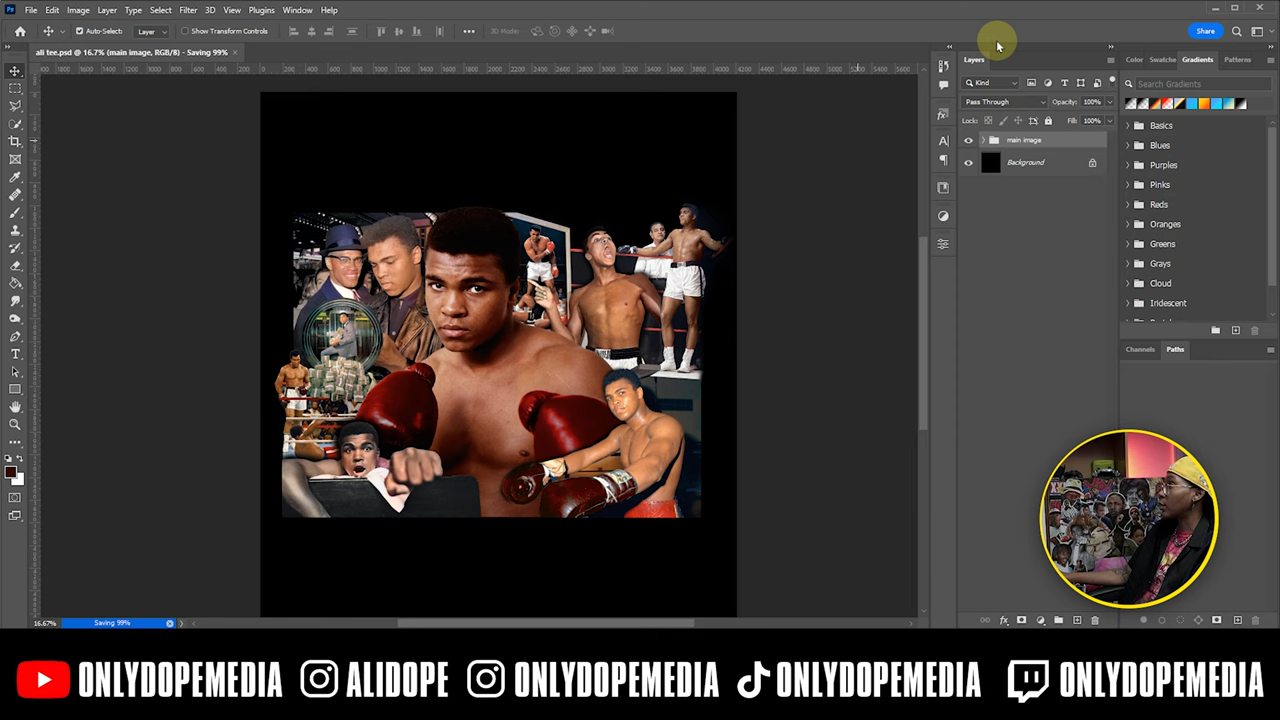 Ps File Edit Image Layer Type Select Filter 3D View Plugins Window Help
Auto-Select: Layer Show Transform Controls 3D Mode: Share
ali tee.psd @ 16.7% (main image, RGB/8) - Saving 99% ×
Layers
Color Swatches Gradients Patterns
Kind
Search Gradients
Pass Through Opacity: 100%
Lock: Fill: 100%
main image
Background
Basics
Blues
Purples
Pinks
Reds
Oranges
Greens
Grays
Cloud
Iridescent
Channels Paths
16.67% Saving 99%
ONLYDOPEMEDIA ALIDOPE ONLYDOPEMEDIA ONLYDOPEMEDIA ONLYDOPEMEDIA